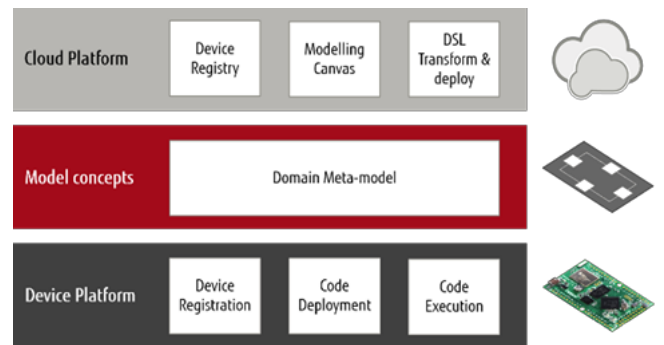 Cloud Platform
Device
Registry
Modelling
Canvas
DSL
Transform &
deploy
Model concepts
Domain Meta-model
Device Platform
Device
Registration
Code
Deployment
Code
Execution